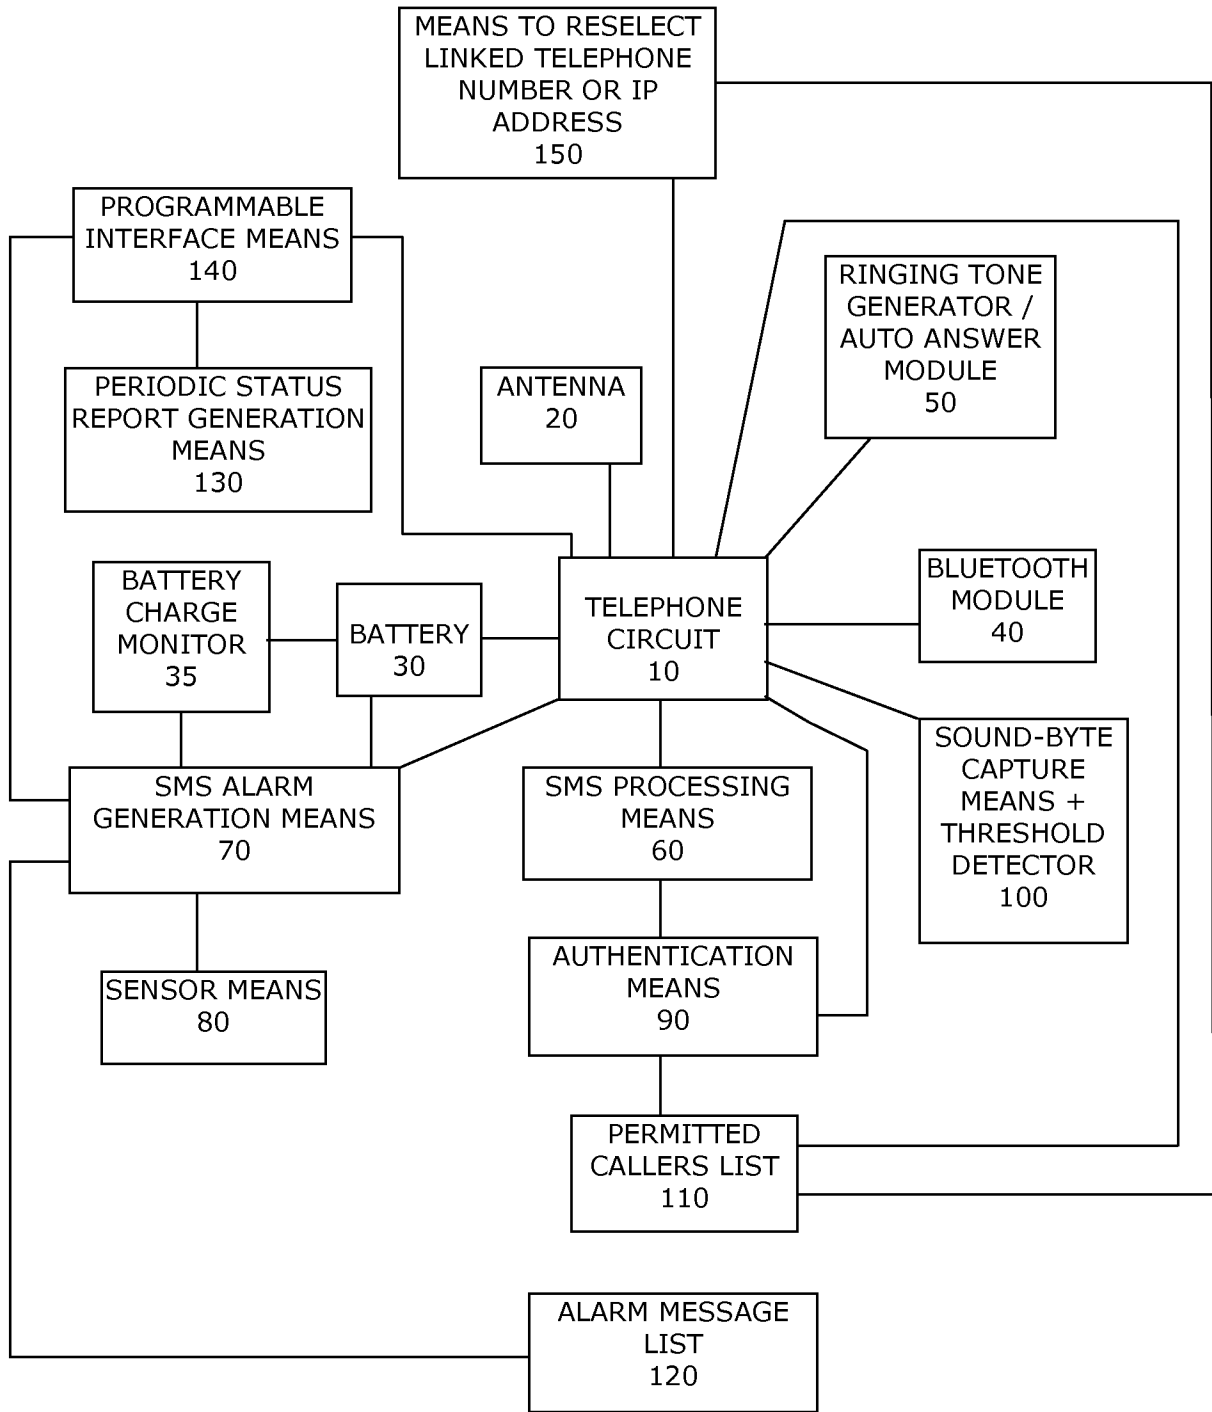 MEANS TO RESELECT
LINKED TELEPHONE
NUMBER OR IP
ADDRESS
150
PROGRAMMABLE
INTERFACE MEANS
140
RINGING TONE
GENERATOR /
AUTO ANSWER
MODULE
50
PERIODIC STATUS
REPORT GENERATION
MEANS
130
ANTENNA
20
BATTERY
CHARGE
MONITOR
35
BATTERY
30
TELEPHONE
CIRCUIT
10
BLUETOOTH
MODULE
40
SOUND-BYTE
CAPTURE
MEANS +
THRESHOLD
DETECTOR
100
SMS ALARM
GENERATION MEANS
70
SMS PROCESSING
MEANS
60
SENSOR MEANS
80
AUTHENTICATION
MEANS
90
PERMITTED
CALLERS LIST
110
ALARM MESSAGE
LIST
120